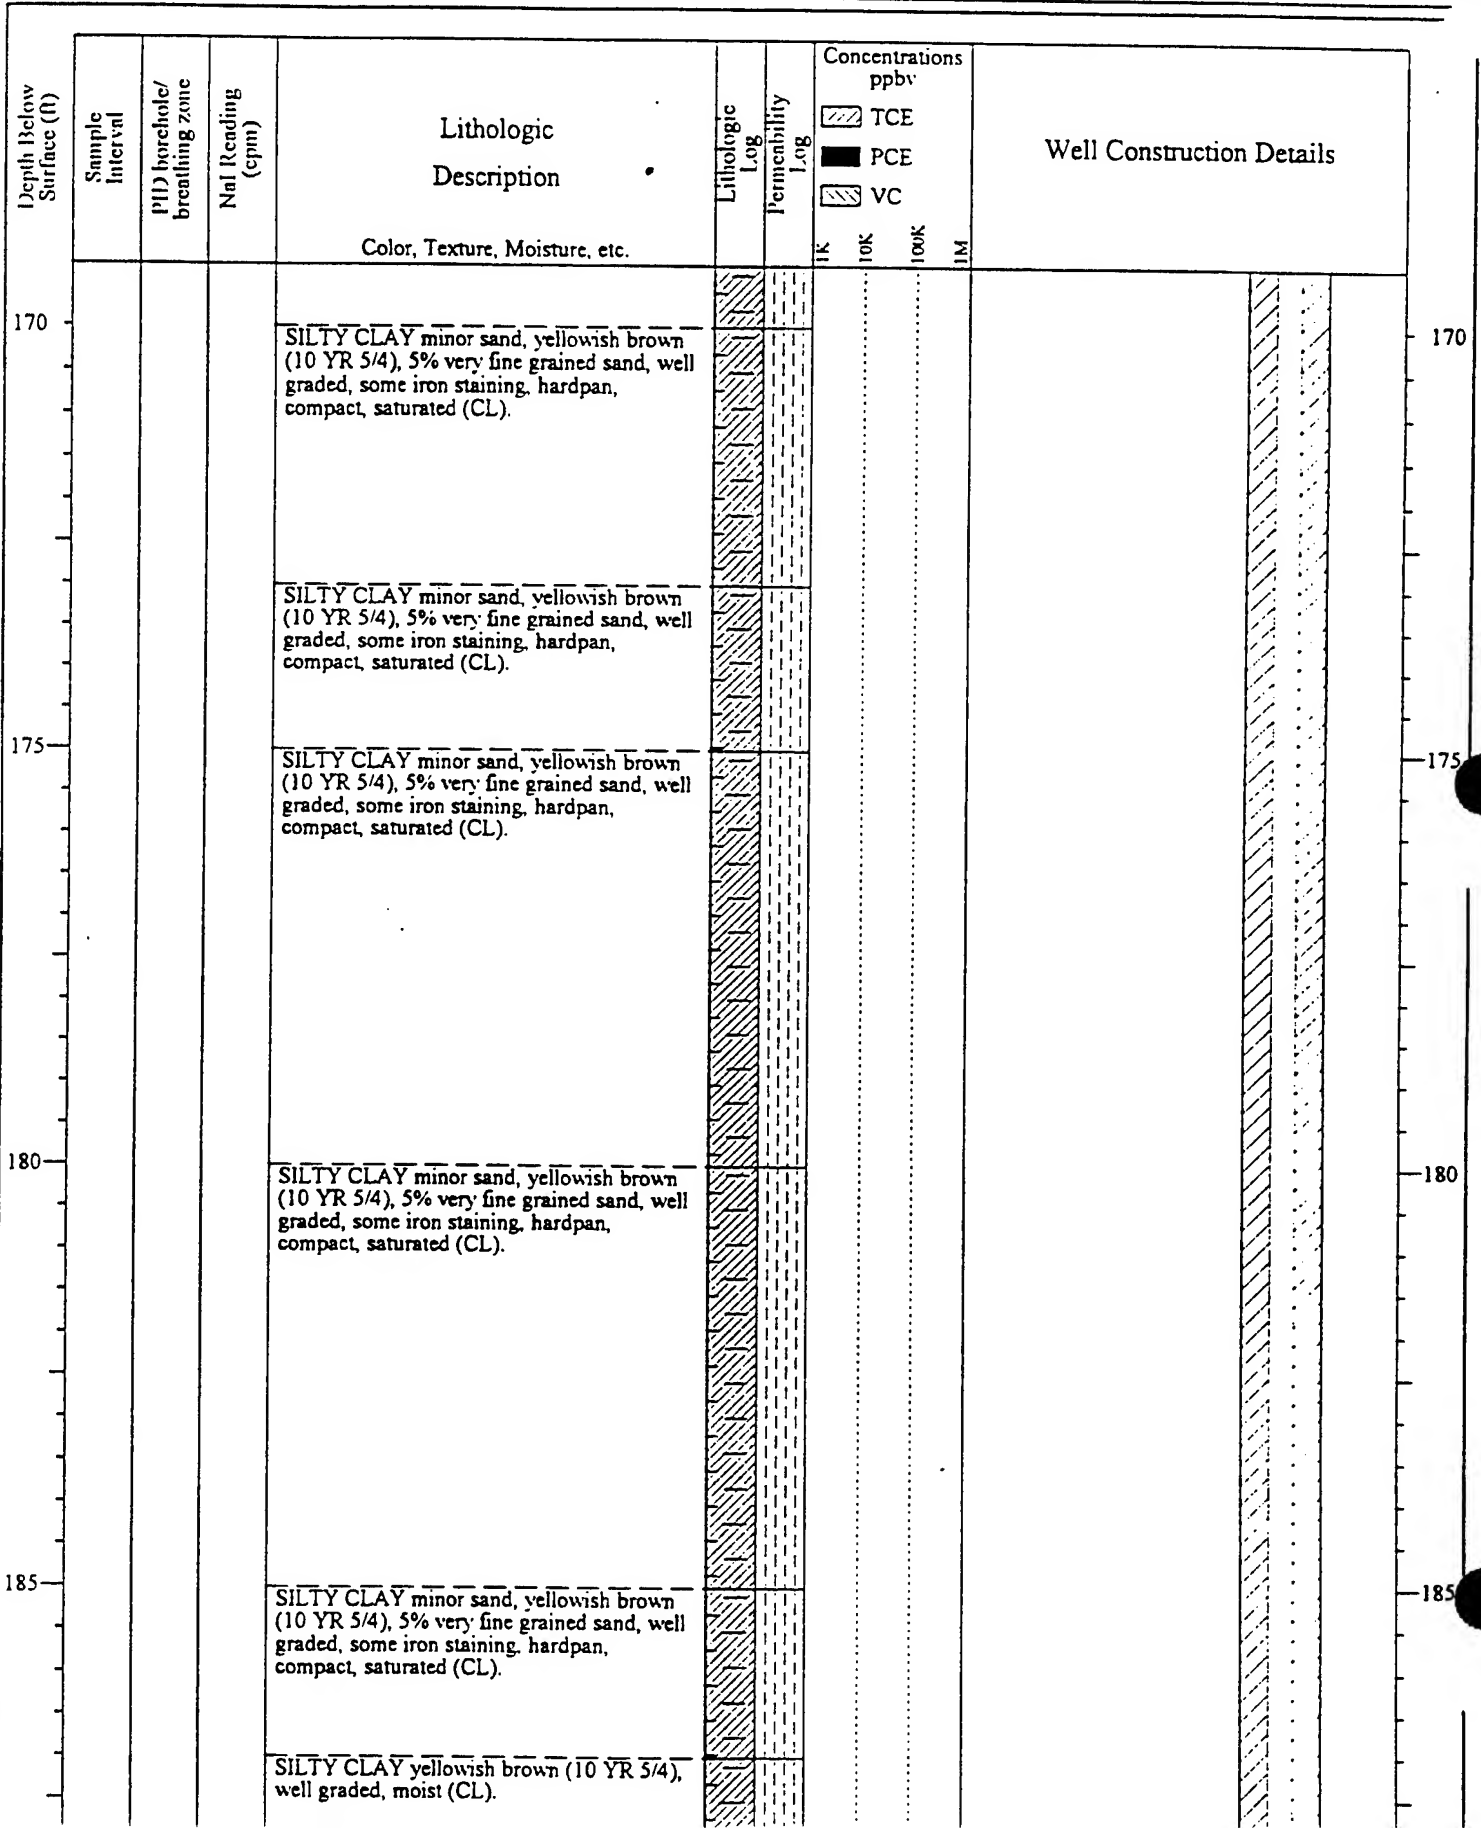 Depth Below
Surface (ft)
Sample
Interval
PID borehole/
breathing zone
NaI Reading
(cpm)
Lithologic
Description
Color, Texture, Moisture, etc.
Lithologic
Log
Permeability
Log
Concentrations
ppbv
TCE
PCE
VC
1K
10K
100K
1M
Well Construction Details
170
170
SILTY CLAY minor sand, yellowish brown
(10 YR 5/4), 5% very fine grained sand, well
graded, some iron staining, hardpan,
compact, saturated (CL).
SILTY CLAY minor sand, yellowish brown
(10 YR 5/4), 5% very fine grained sand, well
graded, some iron staining, hardpan,
compact, saturated (CL).
175
175
SILTY CLAY minor sand, yellowish brown
(10 YR 5/4), 5% very fine grained sand, well
graded, some iron staining, hardpan,
compact, saturated (CL).
180
180
SILTY CLAY minor sand, yellowish brown
(10 YR 5/4), 5% very fine grained sand, well
graded, some iron staining, hardpan,
compact, saturated (CL).
185
185
SILTY CLAY minor sand, yellowish brown
(10 YR 5/4), 5% very fine grained sand, well
graded, some iron staining, hardpan,
compact, saturated (CL).
SILTY CLAY yellowish brown (10 YR 5/4),
well graded, moist (CL).